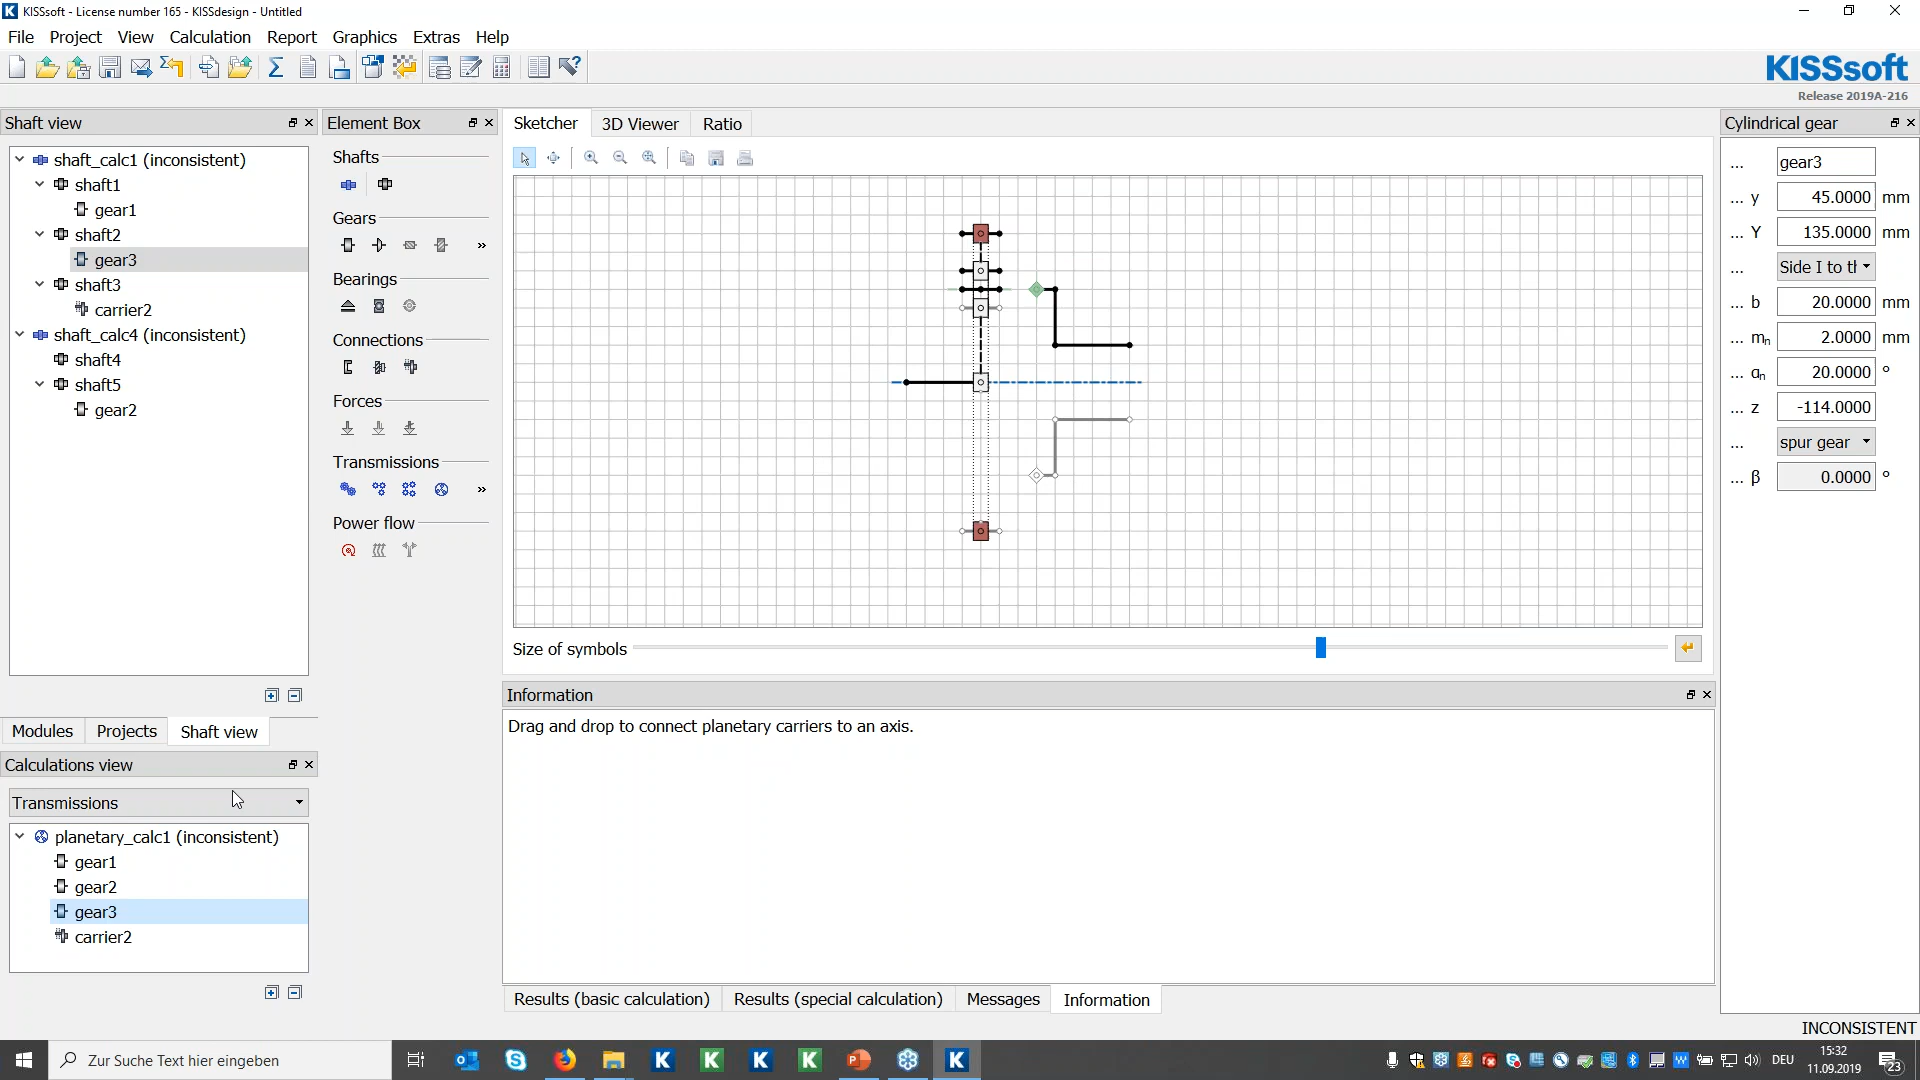 KISSsoft - License number 165 - KISSdesign - Untitled
File Project View Calculation Report Graphics Extras Help
KISSsoft
Release 2019A-216
Shaft view
shaft_calc1 (inconsistent)
shaft1
gear1
shaft2
gear3
shaft3
carrier2
shaft_calc4 (inconsistent)
shaft4
shaft5
gear2
Modules Projects Shaft view
Calculations view
Transmissions
planetary_calc1 (inconsistent)
gear1
gear2
gear3
carrier2
Element Box
Shafts
Gears
»
Bearings
Connections
Forces
Transmissions
»
Power flow
Sketcher 3D Viewer Ratio
Size of symbols
Information
Drag and drop to connect planetary carriers to an axis.
Results (basic calculation) Results (special calculation) Messages Information
Cylindrical gear
... gear3
... y 45.0000 mm
... Y 135.0000 mm
... Side I to th
... b 20.0000 mm
... mn 2.0000 mm
... αn 20.0000 °
... z -114.0000
... spur gear
... β 0.0000 °
INCONSISTENT
Zur Suche Text hier eingeben
DEU
15:32
11.09.2019
23